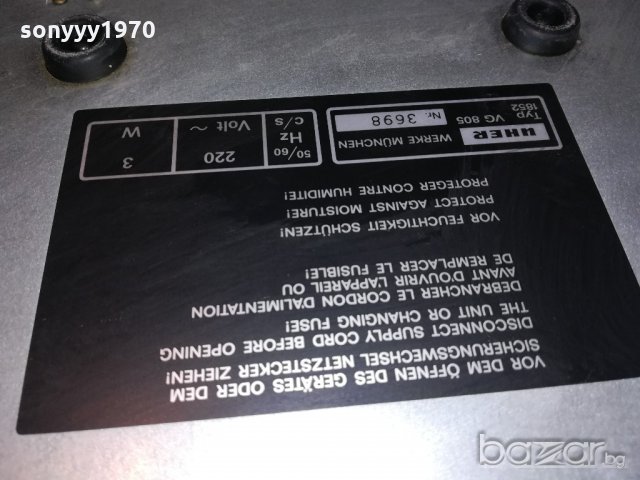 sonyyy1970
VOR DEM ÖFFNEN DES GERÄTES ODER DEM
SICHERUNGSWECHSEL NETZSTECKER ZIEHEN!
DISCONNECT SUPPLY CORD BEFORE OPENING
THE UNIT OR CHANGING FUSE!
DEBRANCHER LE CORDON D'ALIMENTATION
AVANT D'OUVRIR L'APPAREIL OU
DE REMPLACER LE FUSIBLE!
VOR FEUCHTIGKEIT SCHÜTZEN!
PROTECT AGAINST MOISTURE!
PROTEGER CONTRE HUMIDITE!
UHER WERKE MÜNCHEN
Typ VG 805 Nr. 3698
1852
50/60 Hz C/S
220 Volt ~
3 W
bazar.bg